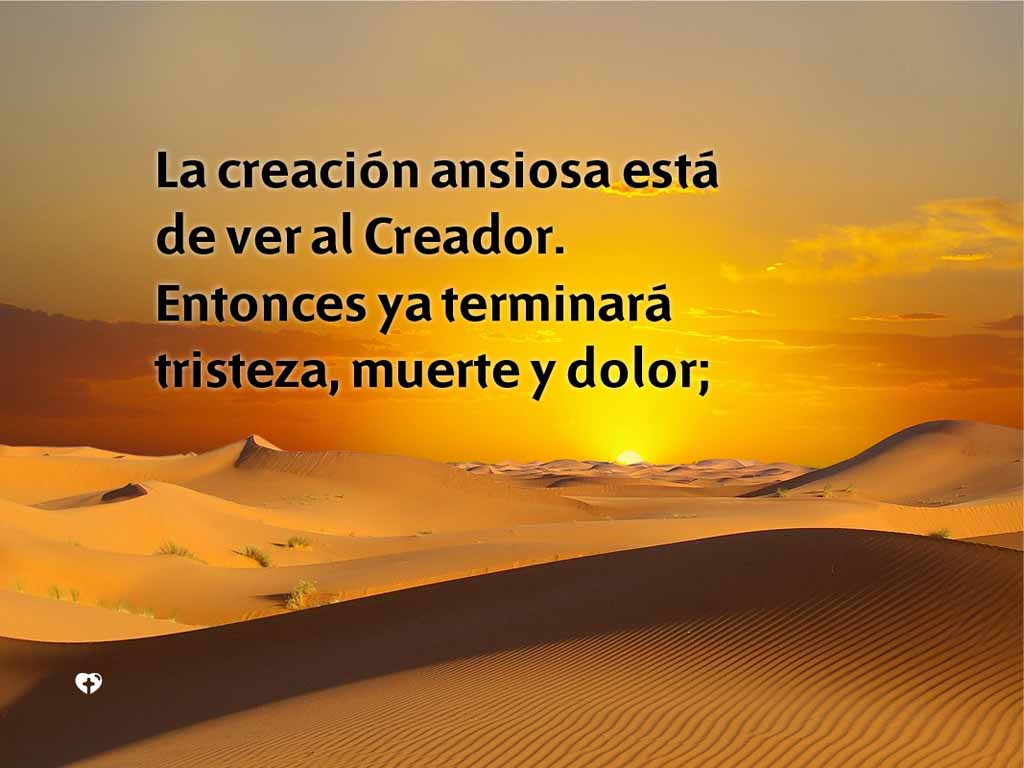 La creación ansiosa está
de ver al Creador.
Entonces ya terminará
tristeza, muerte y dolor;